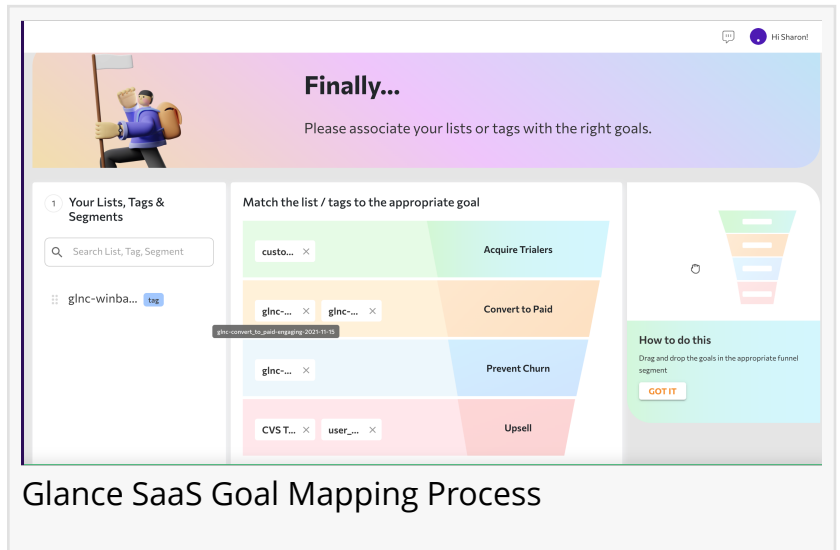 Hi Sharon!
Finally...
Please associate your lists or tags with the right goals.
1
Your Lists, Tags &
Segments
Search List, Tag, Segment
glnc-winba... tag
Match the list / tags to the appropriate goal
custo... ×
Acquire Trialers
glnc-... × glnc-... ×
Convert to Paid
glnc-convert_to_paid-engaging-2021-11-15
glnc-... ×
Prevent Churn
CVS T... × user_... ×
Upsell
How to do this
Drag and drop the goals in the appropriate funnel
segment
GOT IT
Glance SaaS Goal Mapping Process